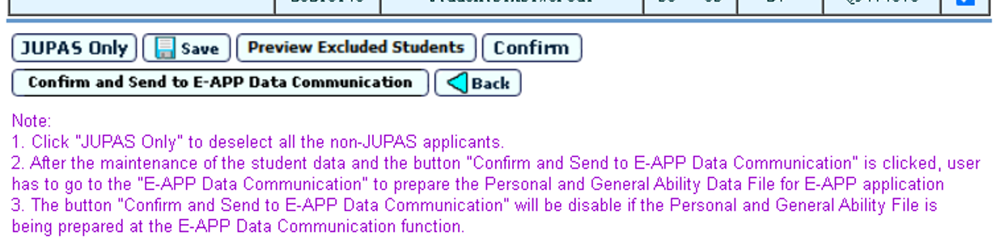 JUPAS Only Save Preview Excluded Students Confirm
Confirm and Send to E-APP Data Communication Back
Note:
1. Click "JUPAS Only" to deselect all the non-JUPAS applicants.
2. After the maintenance of the student data and the button "Confirm and Send to E-APP Data Communication" is clicked, user
has to go to the "E-APP Data Communication" to prepare the Personal and General Ability Data File for E-APP application
3. The button "Confirm and Send to E-APP Data Communication" will be disable if the Personal and General Ability File is
being prepared at the E-APP Data Communication function.